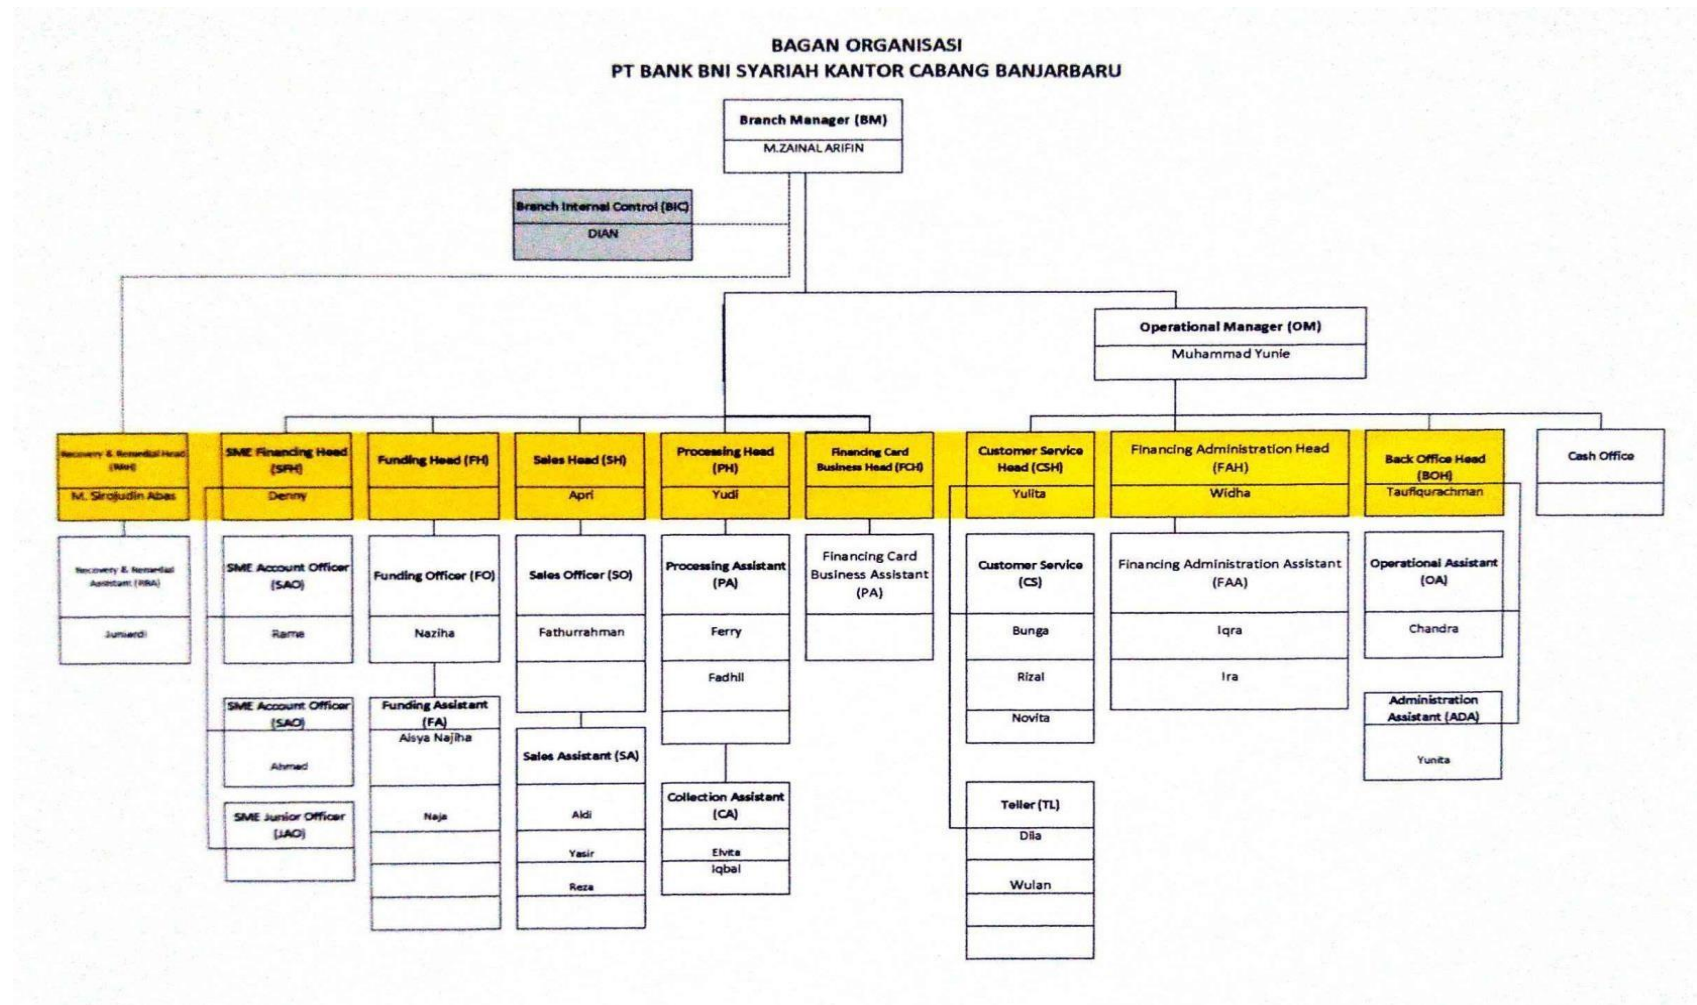 BAGAN ORGANISASI
PT BANK BNI SYARIAH KANTOR CABANG BANJARBARU
Branch Manager (BM)
M.ZAINAL ARIFIN
Branch Internal Control (BIC)
DIAN
Operational Manager (OM)
Muhammad Yunie
Recovery & Remedial Head
(RRH)
M. Sirojudin Abas
SME Financing Head
(SFH)
Denny
Funding Head (FH)
Sales Head (SH)
Apri
Processing Head
(PH)
Yudi
Financing Card
Business Head (FCH)
Customer Service
Head (CSH)
Yulita
Financing Administration Head
(FAH)
Widha
Back Office Head
(BOH)
Taufiqurachman
Cash Office
Recovery & Remedial
Assistant (RRA)
Junierdi
SME Account Officer
(SAO)
Rame
Funding Officer (FO)
Naziha
Sales Officer (SO)
Fathurrahman
Processing Assistant
(PA)
Ferry
Fadhil
Financing Card
Business Assistant
(PA)
Customer Service
(CS)
Bunga
Rizal
Novita
Financing Administration Assistant
(FAA)
Iqra
Ira
Operational Assistant
(OA)
Chandra
SME Account Officer
(SAO)
Ahmad
Funding Assistant
(FA)
Aisya Najiha
Naja
Sales Assistant (SA)
Aldi
Yasir
Reza
Collection Assistant
(CA)
Elvita
Iqbal
Teller (TL)
Dila
Wulan
Administration
Assistant (ADA)
Yunita
SME Junior Officer
(JAO)